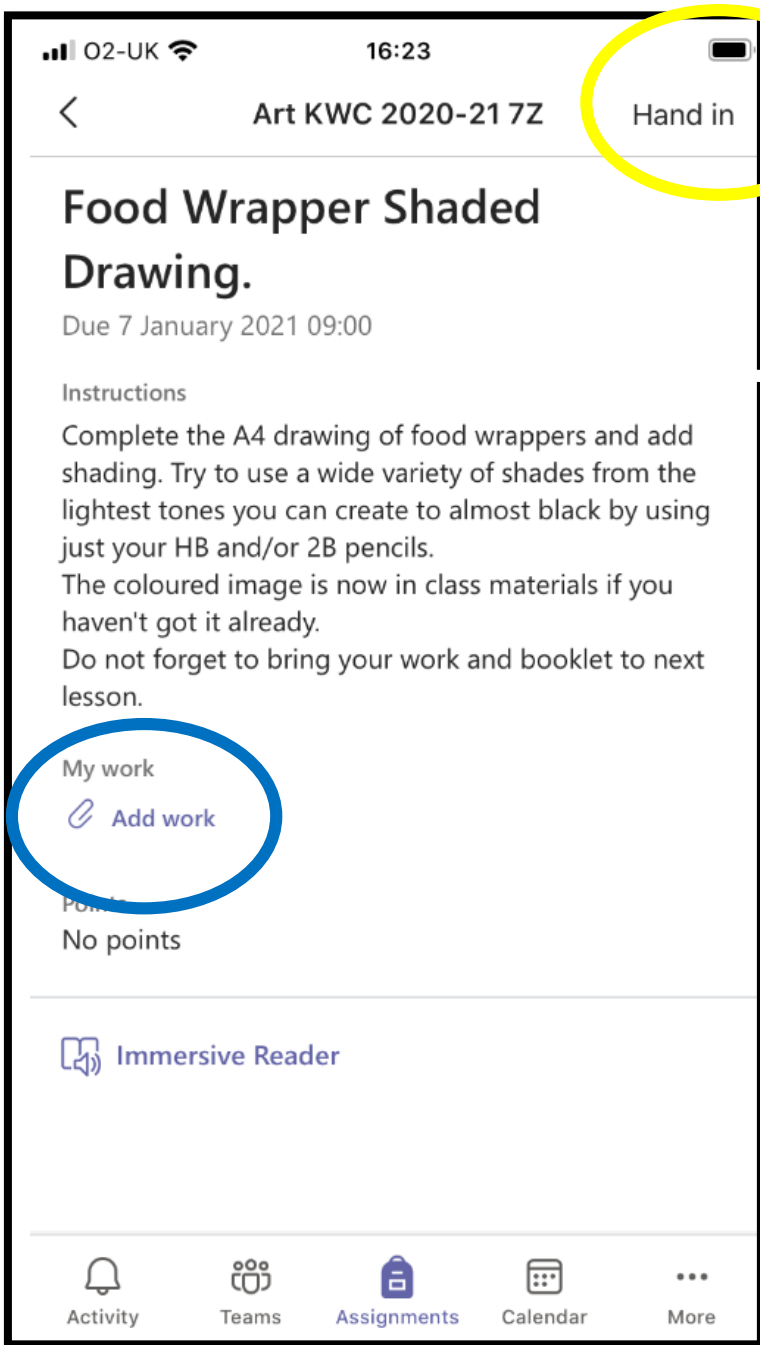 O2-UK 16:23
Art KWC 2020-21 7Z Hand in
Food Wrapper Shaded
Drawing.
Due 7 January 2021 09:00
Instructions
Complete the A4 drawing of food wrappers and add
shading. Try to use a wide variety of shades from the
lightest tones you can create to almost black by using
just your HB and/or 2B pencils.
The coloured image is now in class materials if you
haven't got it already.
Do not forget to bring your work and booklet to next
lesson.
My work
Add work
Points
No points
Immersive Reader
Activity Teams Assignments Calendar More